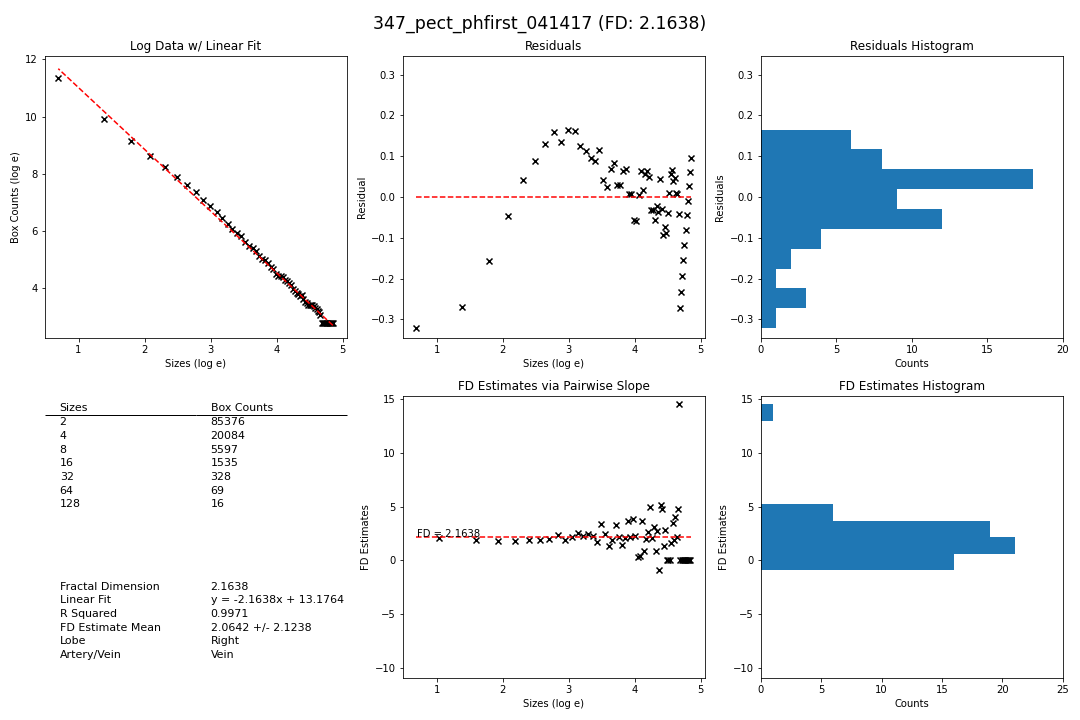 347_pect_phfirst_041417 (FD: 2.1638)
Log Data w/ Linear Fit
Box Counts (log e)
12
10
8
6
4
1 2 3 4 5
Sizes (log e)
Residuals
Residual
0.3
0.2
0.1
0.0
−0.1
−0.2
−0.3
1 2 3 4 5
Sizes (log e)
Residuals Histogram
Residuals
0.3
0.2
0.1
0.0
−0.1
−0.2
−0.3
0 5 10 15 20
Counts
Sizes Box Counts
2 85376
4 20084
8 5597
16 1535
32 328
64 69
128 16
Fractal Dimension 2.1638
Linear Fit y = -2.1638x + 13.1764
R Squared 0.9971
FD Estimate Mean 2.0642 +/- 2.1238
Lobe Right
Artery/Vein Vein
FD Estimates via Pairwise Slope
FD Estimates
15
10
5
0
−5
−10
FD = 2.1638
1 2 3 4 5
Sizes (log e)
FD Estimates Histogram
FD Estimates
15
10
5
0
−5
−10
0 5 10 15 20 25
Counts